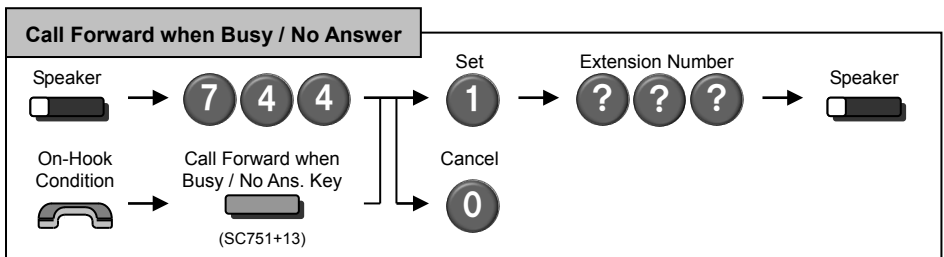 Call Forward when Busy / No Answer
Speaker
7 4 4
Set
1
Extension Number
? ? ?
Speaker
On-Hook
Condition
Call Forward when
Busy / No Ans. Key
(SC751+13)
Cancel
0